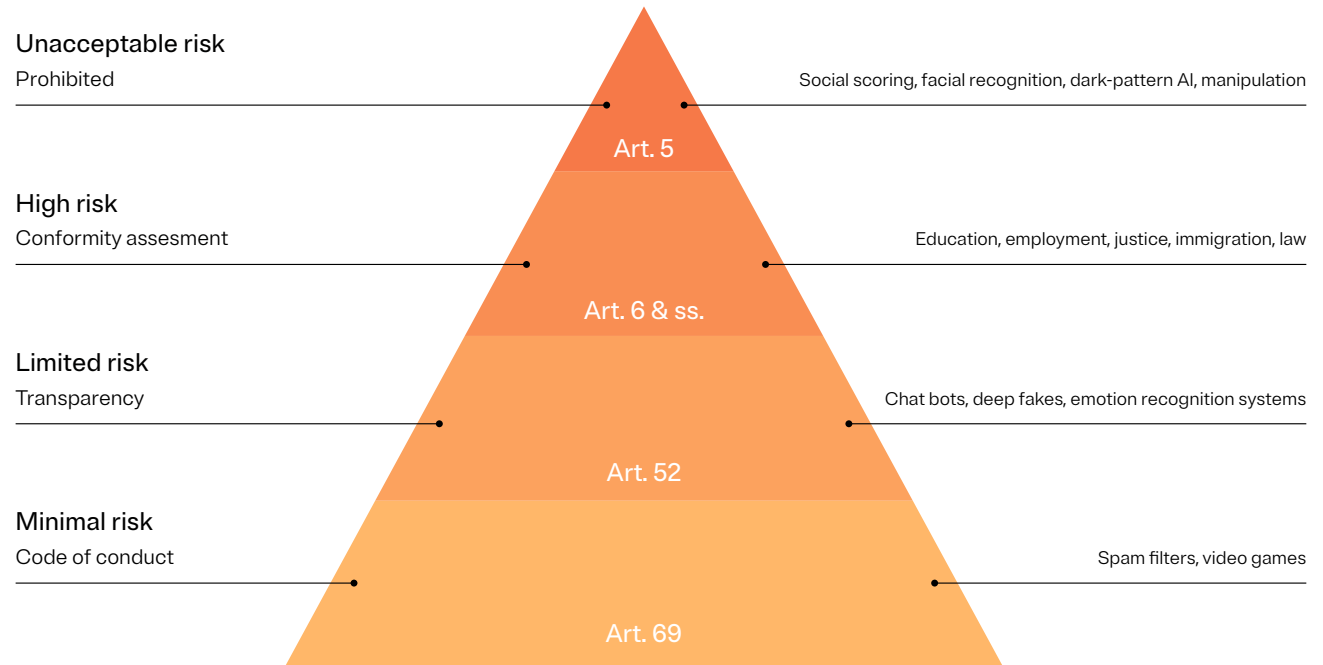 Unacceptable risk
Prohibited
Social scoring, facial recognition, dark-pattern AI, manipulation
Art. 5
High risk
Conformity assesment
Education, employment, justice, immigration, law
Art. 6 & ss.
Limited risk
Transparency
Chat bots, deep fakes, emotion recognition systems
Art. 52
Minimal risk
Code of conduct
Spam filters, video games
Art. 69